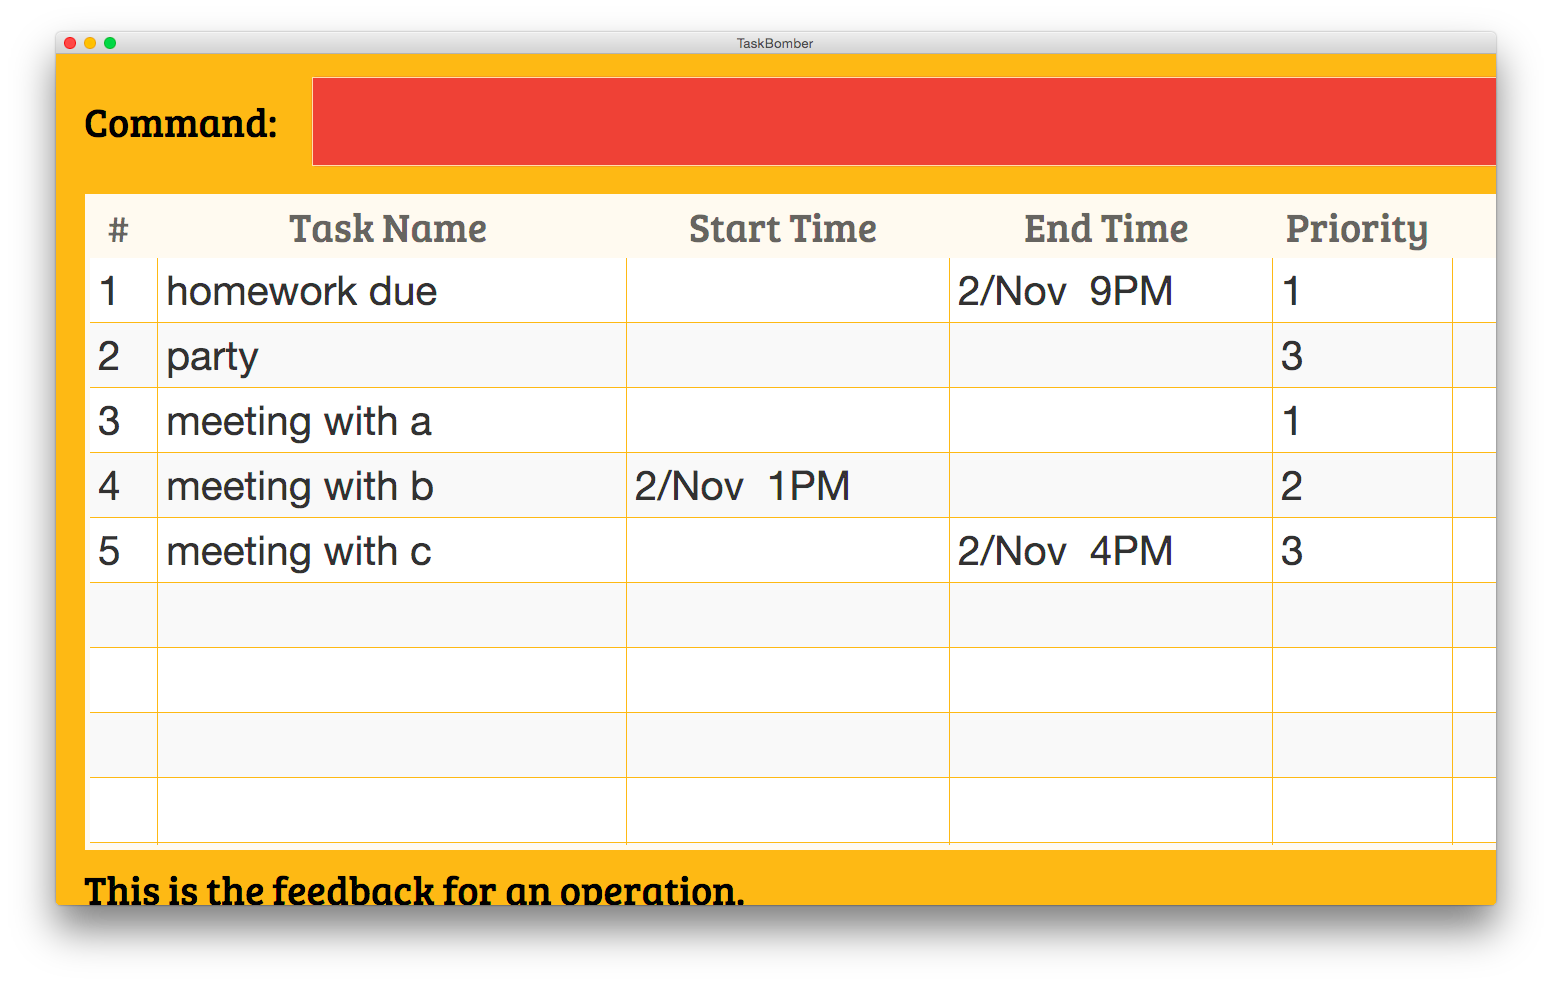 TaskBomber
Command:
# Task Name Start Time End Time Priority
1 homework due 2/Nov 9PM 1
2 party 3
3 meeting with a 1
4 meeting with b 2/Nov 1PM 2
5 meeting with c 2/Nov 4PM 3
This is the feedback for an operation.